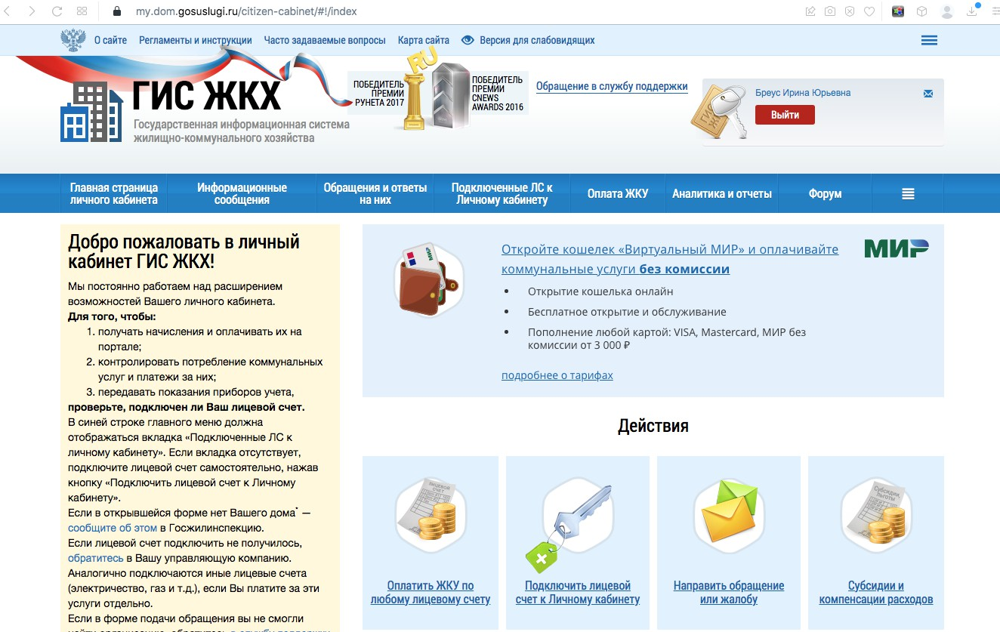 my.dom.gosuslugi.ru/citizen-cabinet/#!/index
О сайте Регламенты и инструкции Часто задаваемые вопросы Карта сайта Версия для слабовидящих
ГИС ЖКХ
Государственная информационная система
жилищно-коммунального хозяйства
ПОБЕДИТЕЛЬ
ПРЕМИИ
РУНЕТА 2017
RU
ПОБЕДИТЕЛЬ
ПРЕМИИ
CNEWS
AWARDS 2016
Обращение в службу поддержки
Бреус Ирина Юрьевна
Выйти
Главная страница
личного кабинета
Информационные
сообщения
Обращения и ответы
на них
Подключенные ЛС к
Личному кабинету
Оплата ЖКУ
Аналитика и отчеты
Форум
Добро пожаловать в личный
кабинет ГИС ЖКХ!
Мы постоянно работаем над расширением
возможностей Вашего личного кабинета.
Для того, чтобы:
1. получать начисления и оплачивать их на
портале;
2. контролировать потребление коммунальных
услуг и платежи за них;
3. передавать показания приборов учета,
проверьте, подключен ли Ваш лицевой счет.
В синей строке главного меню должна
отображаться вкладка «Подключенные ЛС к
личному кабинету». Если вкладка отсутствует,
подключите лицевой счет самостоятельно, нажав
кнопку «Подключить лицевой счет к Личному
кабинету».
Если в открывшейся форме нет Вашего дома* —
сообщите об этом в Госжилинспекцию.
Если лицевой счет подключить не получилось,
обратитесь в Вашу управляющую компанию.
Аналогично подключаются иные лицевые счета
(электричество, газ и т.д.), если Вы платите за эти
услуги отдельно.
Если в форме подачи обращения вы не смогли
найти организацию, обратитесь в службу поддержки
Откройте кошелек «Виртуальный МИР» и оплачивайте
коммунальные услуги без комиссии
МИР
• Открытие кошелька онлайн
• Бесплатное открытие и обслуживание
• Пополнение любой картой: VISA, Mastercard, МИР без
комиссии от 3 000 ₽
подробнее о тарифах
Действия
ЛИЦЕВОЙ
СЧЕТ
Оплатить ЖКУ по
любому лицевому счету
Подключить лицевой
счет к Личному кабинету
Направить обращение
или жалобу
Субсидии,
льготы
Субсидии и
компенсации расходов